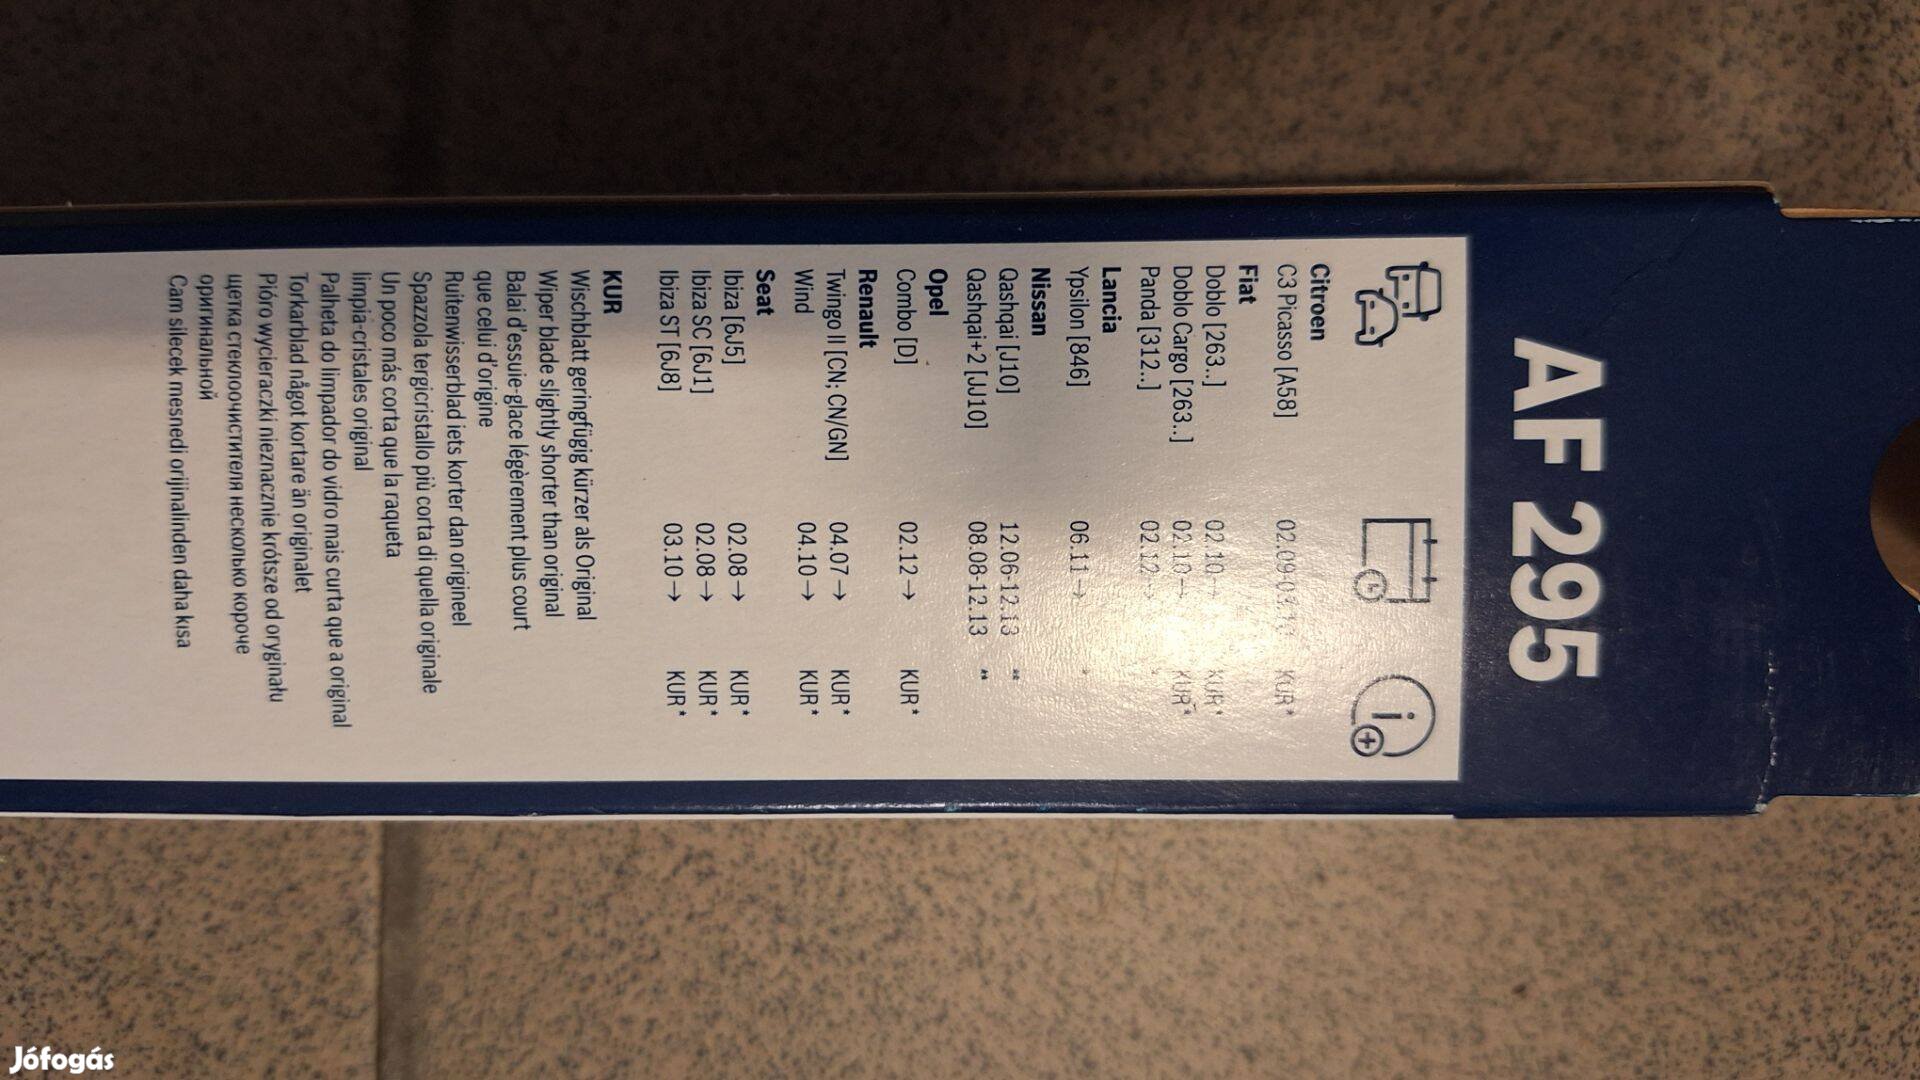 AF 295
Citroen
C3 Picasso [A58] KUR*
Fiat
Doblo [263..] 02.10→ KUR*
Doblo Cargo [263..] 02.10→ KUR*
Panda [312..] 02.12→
Lancia
Ypsilon [846] 06.11→ *
Nissan
Qashqai [J10] 12.06-12.13
Qashqai+2 [JJ10] 08.08-12.13
Opel
Combo [D] 02.12→ KUR*
Renault
Twingo II [CN; CN/GN] 04.07→ KUR*
Wind 04.10→ KUR*
Seat
Ibiza [6J5] 02.08→ KUR*
Ibiza SC [6J1] 02.08→ KUR*
Ibiza ST [6J8] 03.10→ KUR*
KUR
Wischblatt geringfügig kürzer als Original
Wiper blade slightly shorter than original
Balai d'essuie-glace légèrement plus court
que celui d'origine
Ruitenwisserblad iets korter dan origineel
Spazzola tergicristallo più corta di quella originale
Un poco más corta que la raqueta
limpia-cristales original
Palheta do limpador do vidro mais curta que a original
Torkarblad något kortare än originalet
Pióro wycieraczki nieznacznie krótsze od oryginału
щетка стеклоочистителя несколько короче
оригинальной
Cam silecek mesnedi orijinalinden daha kısa
Jófogás